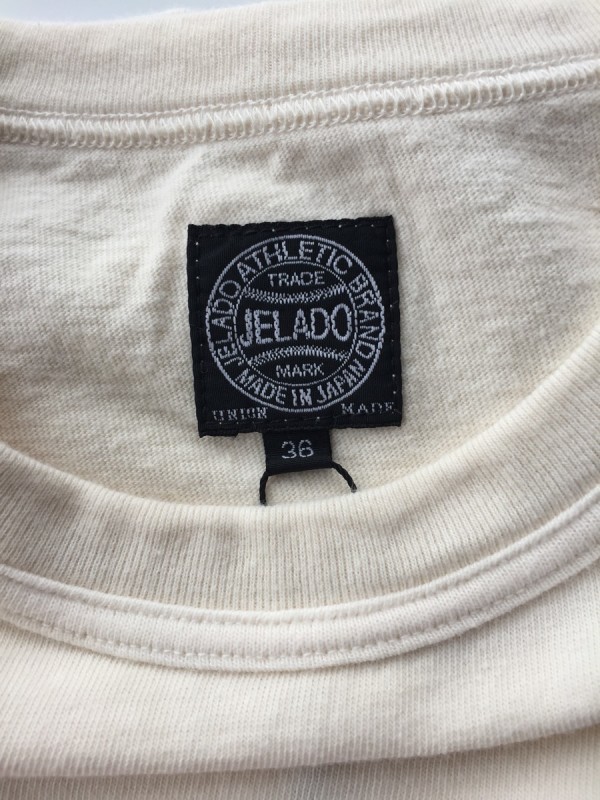 JELADO ATHLETIC BRAND
TRADE
JELADO
MARK
MADE IN JAPAN
UNION MADE
36